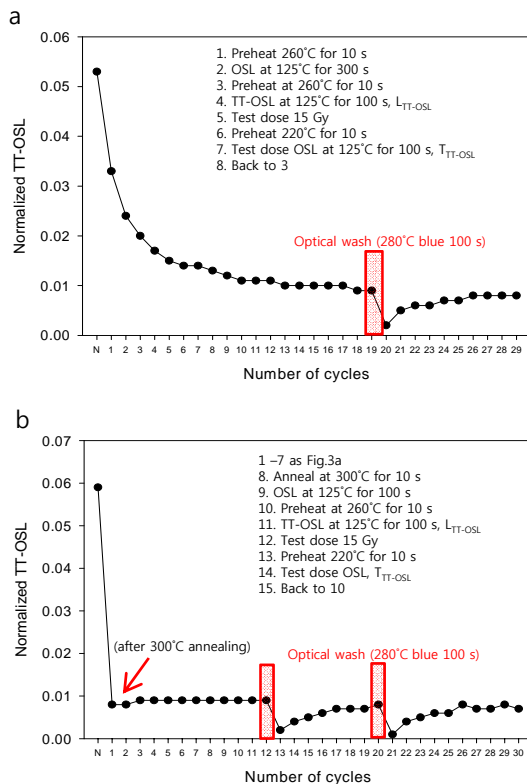 a
0.06
0.05
0.04
0.03
0.02
0.01
0.00
Normalized TT-OSL
1. Preheat 260˚C for 10 s
2. OSL at 125˚C for 300 s
3. Preheat at 260˚C for 10 s
4. TT-OSL at 125˚C for 100 s, LTT-OSL
5. Test dose 15 Gy
6. Preheat 220˚C for 10 s
7. Test dose OSL at 125˚C for 100 s, TTT-OSL
8. Back to 3
Optical wash (280˚C blue 100 s)
N 1 2 3 4 5 6 7 8 9 10 11 12 13 14 15 16 17 18 19 20 21 22 23 24 25 26 27 28 29
Number of cycles
b
0.07
0.06
0.05
0.04
0.03
0.02
0.01
0.00
Normalized TT-OSL
1 –7 as Fig.3a
8. Anneal at 300˚C for 10 s
9. OSL at 125˚C for 100 s
10. Preheat at 260˚C for 10 s
11. TT-OSL at 125˚C for 100 s, LTT-OSL
12. Test dose 15 Gy
13. Preheat 220˚C for 10 s
14. Test dose OSL, TTT-OSL
15. Back to 10
(after 300˚C annealing)
Optical wash (280˚C blue 100 s)
N 1 2 3 4 5 6 7 8 9 10 11 12 13 14 15 16 17 18 19 20 21 22 23 24 25 26 27 28 29 30
Number of cycles